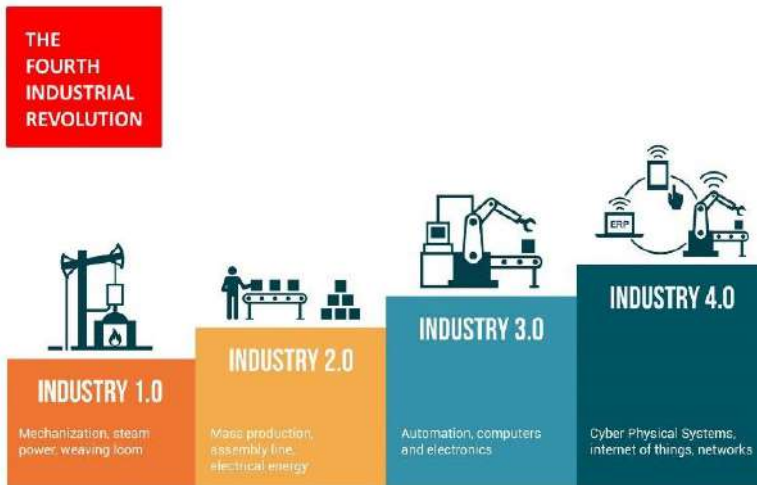 THE
FOURTH
INDUSTRIAL
REVOLUTION
ERP
INDUSTRY 1.0
Mechanization, steam
power, weaving loom
INDUSTRY 2.0
Mass production,
assembly line,
electrical energy
INDUSTRY 3.0
Automation, computers
and electronics
INDUSTRY 4.0
Cyber Physical Systems,
internet of things, networks